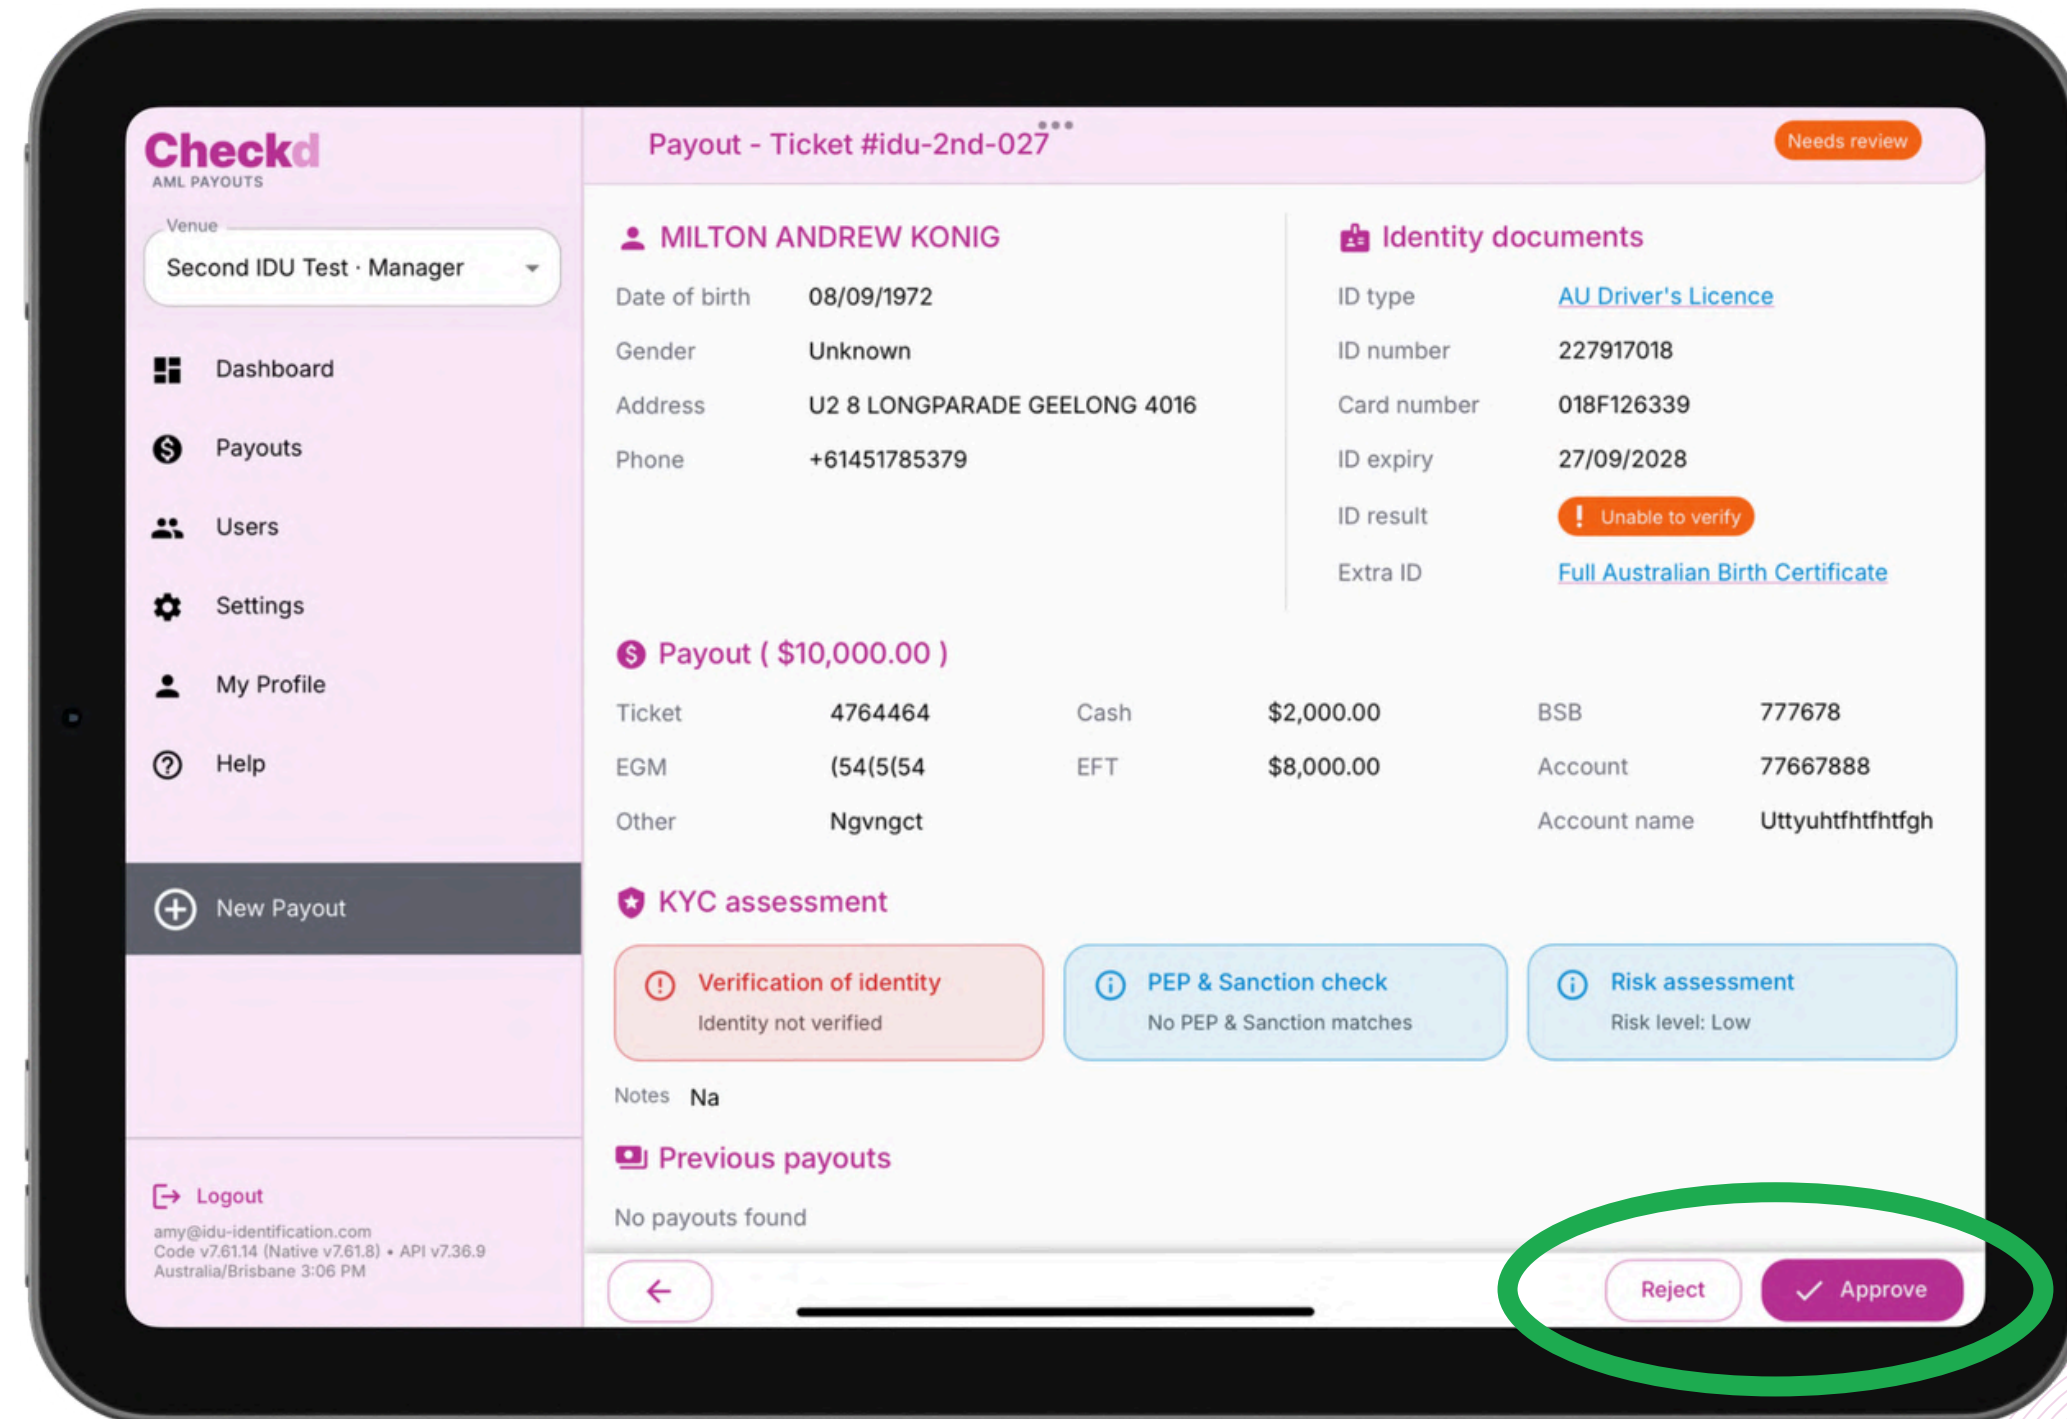 Checkd
AML PAYOUTS
Venue
Second IDU Test · Manager
Dashboard
Payouts
Users
Settings
My Profile
Help
New Payout
Logout
amy@idu-identification.com
Code v7.61.14 (Native v7.61.8) • API v7.36.9
Australia/Brisbane 3:06 PM
Payout - Ticket #idu-2nd-027
Needs review
MILTON ANDREW KONIG
Date of birth 08/09/1972
Gender Unknown
Address U2 8 LONGPARADE GEELONG 4016
Phone +61451785379
Identity documents
ID type AU Driver's Licence
ID number 227917018
Card number 018F126339
ID expiry 27/09/2028
ID result Unable to verify
Extra ID Full Australian Birth Certificate
Payout ( $10,000.00 )
Ticket 4764464 Cash $2,000.00 BSB 777678
EGM (54(5(54 EFT $8,000.00 Account 77667888
Other Ngvngct Account name Uttyuhtfhtfhtfgh
KYC assessment
Verification of identity
Identity not verified
PEP & Sanction check
No PEP & Sanction matches
Risk assessment
Risk level: Low
Notes Na
Previous payouts
No payouts found
Reject
Approve